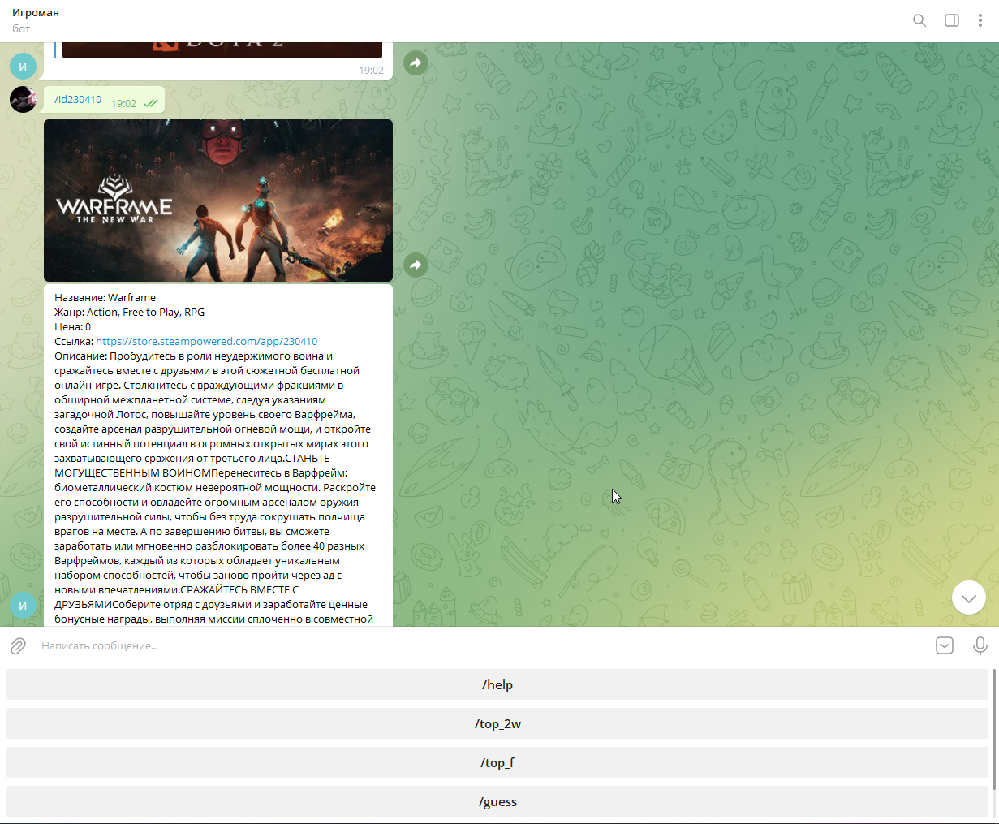 Игроман
бот
DOTA 2
19:02
И
/id230410
19:02
WARFRAME
THE NEW WAR
Название: Warframe
Жанр: Action, Free to Play, RPG
Цена: 0
Ссылка: https://store.steampowered.com/app/230410
Описание: Пробудитесь в роли неудержимого воина и
сражайтесь вместе с друзьями в этой сюжетной бесплатной
онлайн-игре. Столкнитесь с враждующими фракциями в
обширной межпланетной системе, следуя указаниям
загадочной Лотос, повышайте уровень своего Варфрейма,
создайте арсенал разрушительной огневой мощи, и откройте
свой истинный потенциал в огромных открытых мирах этого
захватывающего сражения от третьего лица.СТАНЬТЕ
МОГУЩЕСТВЕННЫМ ВОИНОМПеренеситесь в Варфрейм:
биометаллический костюм невероятной мощности. Раскройте
его способности и овладейте огромным арсеналом оружия
разрушительной силы, чтобы без труда сокрушать полчища
врагов на месте. А по завершению битвы, вы сможете
заработать или мгновенно разблокировать более 40 разных
Варфреймов, каждый из которых обладает уникальным
набором способностей, чтобы заново пройти через ад с
новыми впечатлениями.СРАЖАЙТЕСЬ ВМЕСТЕ С
ДРУЗЬЯМИСоберите отряд с друзьями и заработайте ценные
бонусные награды, выполняя миссии сплоченно в совместной
И
Написать сообщение...
/help
/top_2w
/top_f
/guess